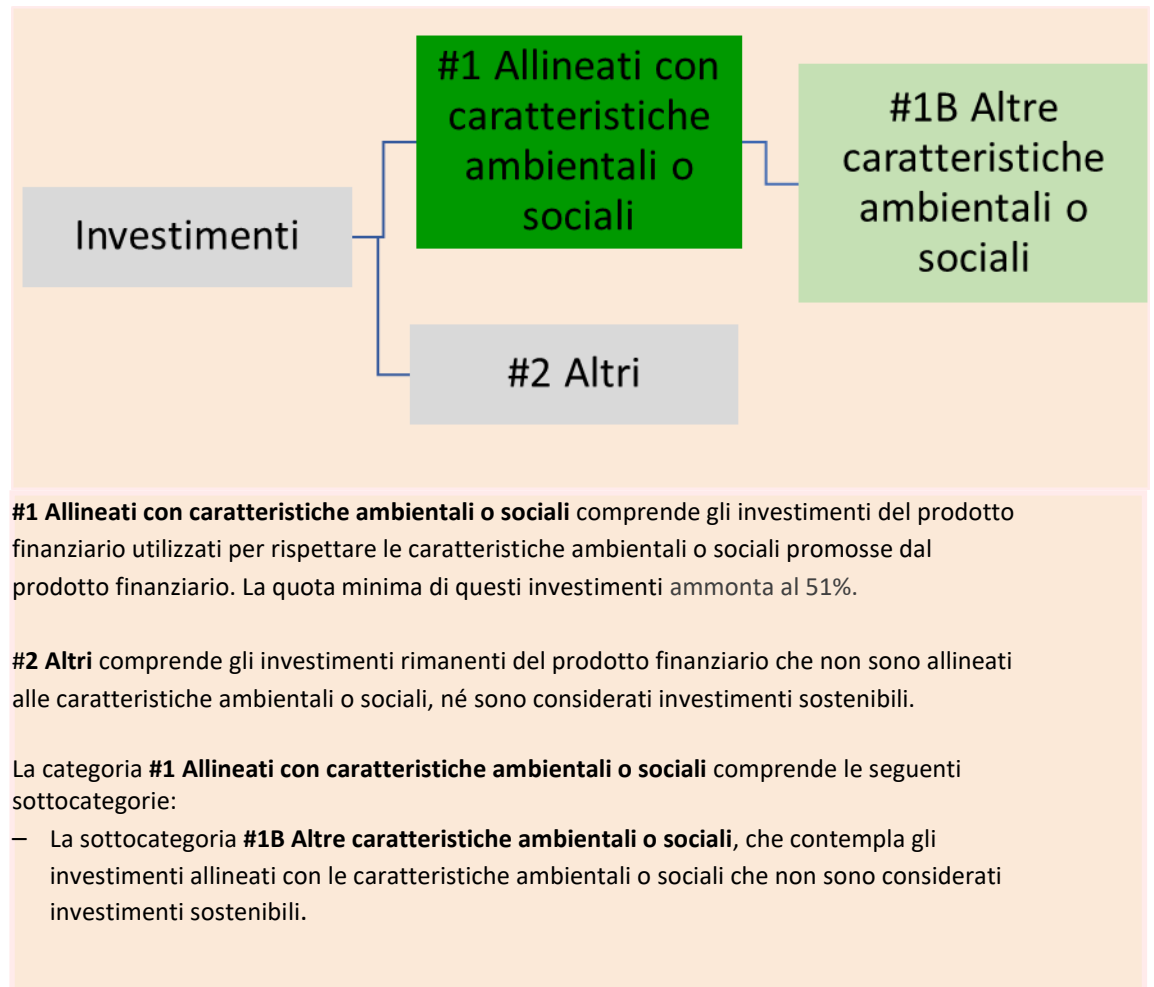 #1 Allineati con
caratteristiche
ambientali o
sociali
#1B Altre
caratteristiche
ambientali o
sociali
Investimenti
#2 Altri
#1 Allineati con caratteristiche ambientali o sociali comprende gli investimenti del prodotto
finanziario utilizzati per rispettare le caratteristiche ambientali o sociali promosse dal
prodotto finanziario. La quota minima di questi investimenti ammonta al 51%.
#2 Altri comprende gli investimenti rimanenti del prodotto finanziario che non sono allineati
alle caratteristiche ambientali o sociali, né sono considerati investimenti sostenibili.
La categoria #1 Allineati con caratteristiche ambientali o sociali comprende le seguenti
sottocategorie:
– La sottocategoria #1B Altre caratteristiche ambientali o sociali, che contempla gli
investimenti allineati con le caratteristiche ambientali o sociali che non sono considerati
investimenti sostenibili.